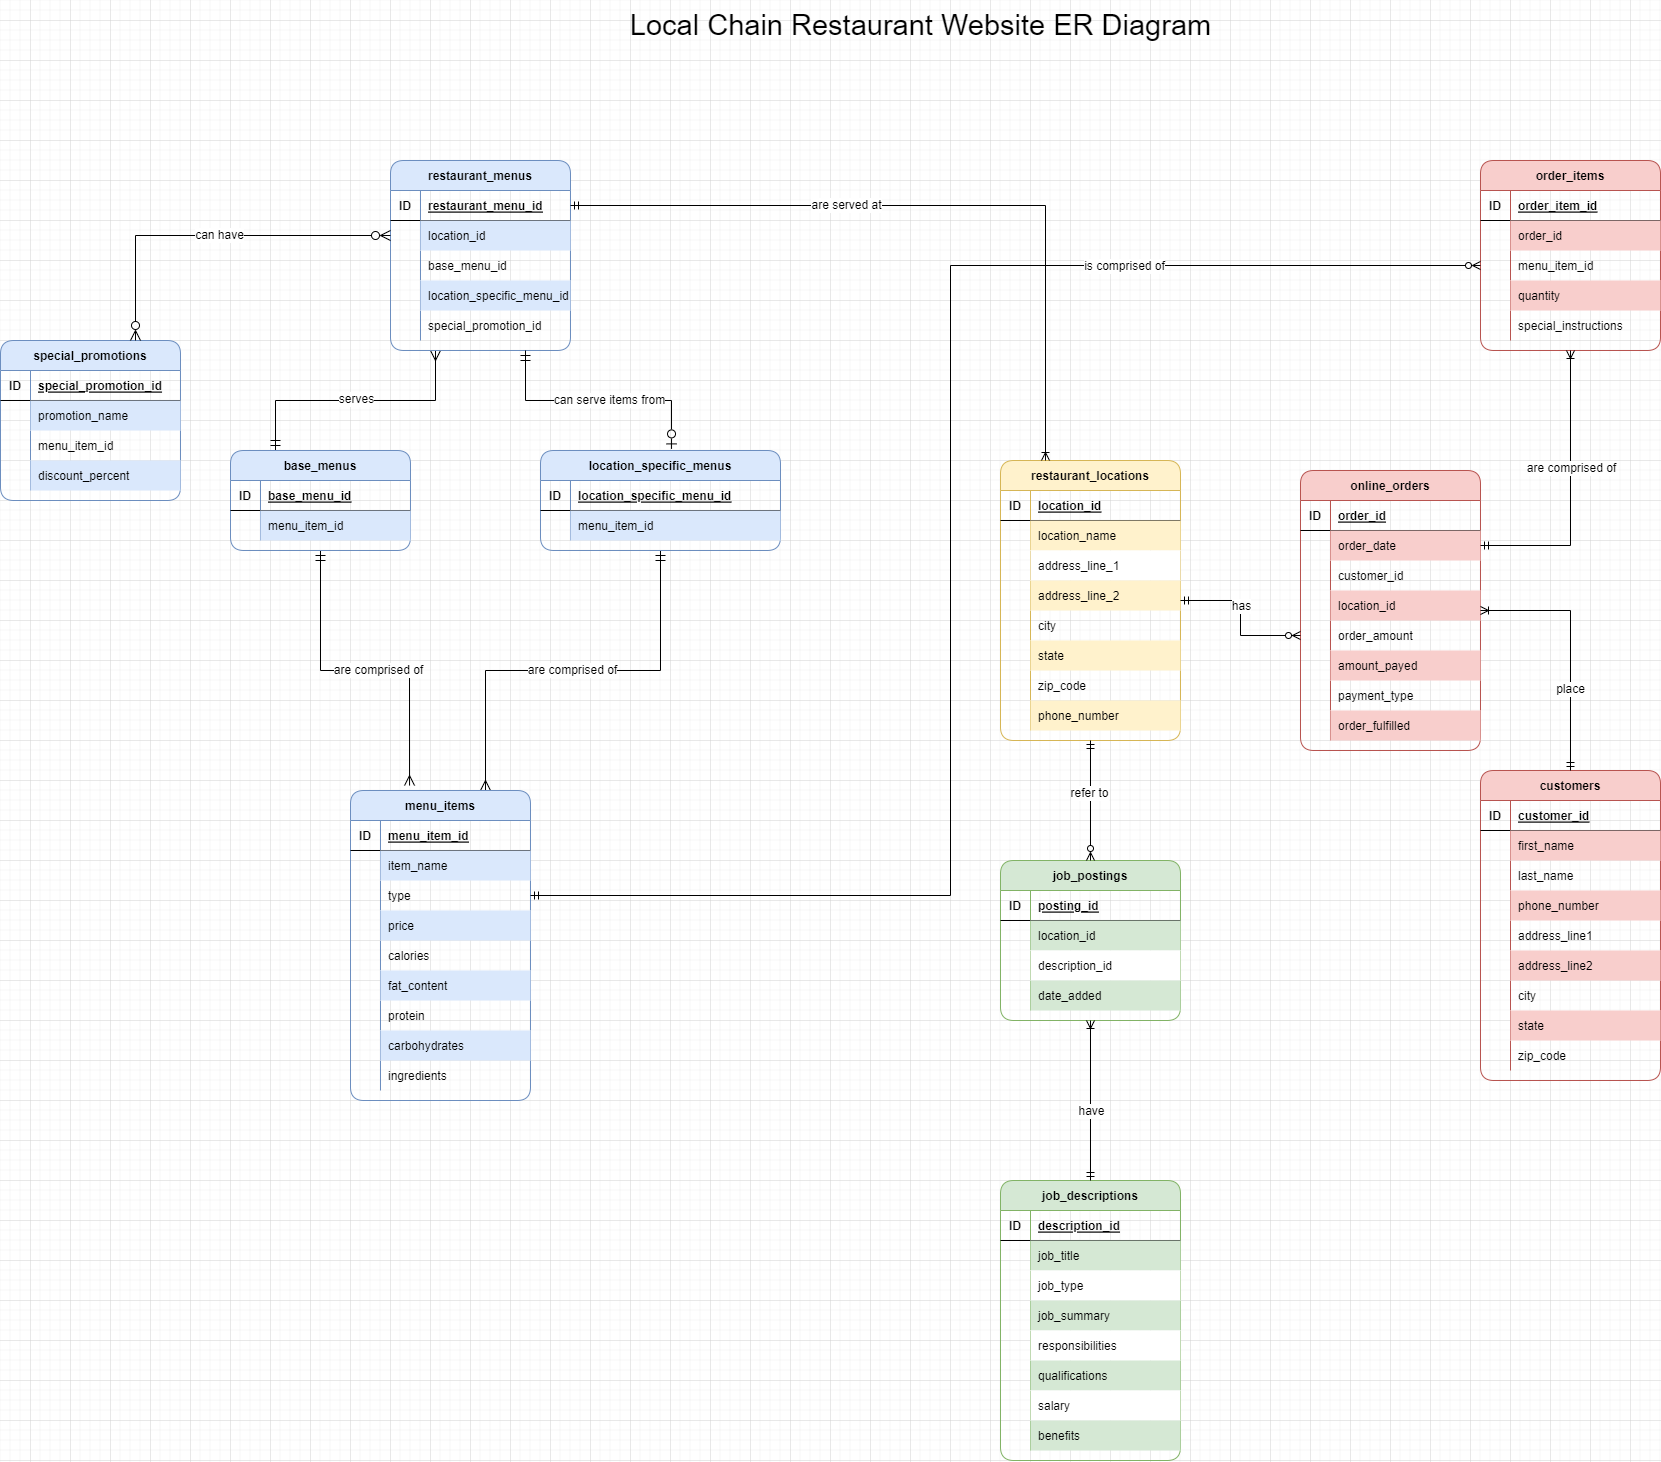 Local Chain Restaurant Website ER Diagram
restaurant_menus
ID restaurant_menu_id
location_id
base_menu_id
location_specific_menu_id
special_promotion_id
are served at
can have
is comprised of
order_items
ID order_item_id
order_id
menu_item_id
quantity
special_instructions
special_promotions
ID special_promotion_id
promotion_name
menu_item_id
discount_percent
serves
can serve items from
base_menus
ID base_menu_id
menu_item_id
location_specific_menus
ID location_specific_menu_id
menu_item_id
are comprised of
are comprised of
restaurant_locations
ID location_id
location_name
address_line_1
address_line_2
city
state
zip_code
phone_number
has
are comprised of
online_orders
ID order_id
order_date
customer_id
location_id
order_amount
amount_payed
payment_type
order_fulfilled
place
refer to
menu_items
ID menu_item_id
item_name
type
price
calories
fat_content
protein
carbohydrates
ingredients
job_postings
ID posting_id
location_id
description_id
date_added
customers
ID customer_id
first_name
last_name
phone_number
address_line1
address_line2
city
state
zip_code
have
job_descriptions
ID description_id
job_title
job_type
job_summary
responsibilities
qualifications
salary
benefits